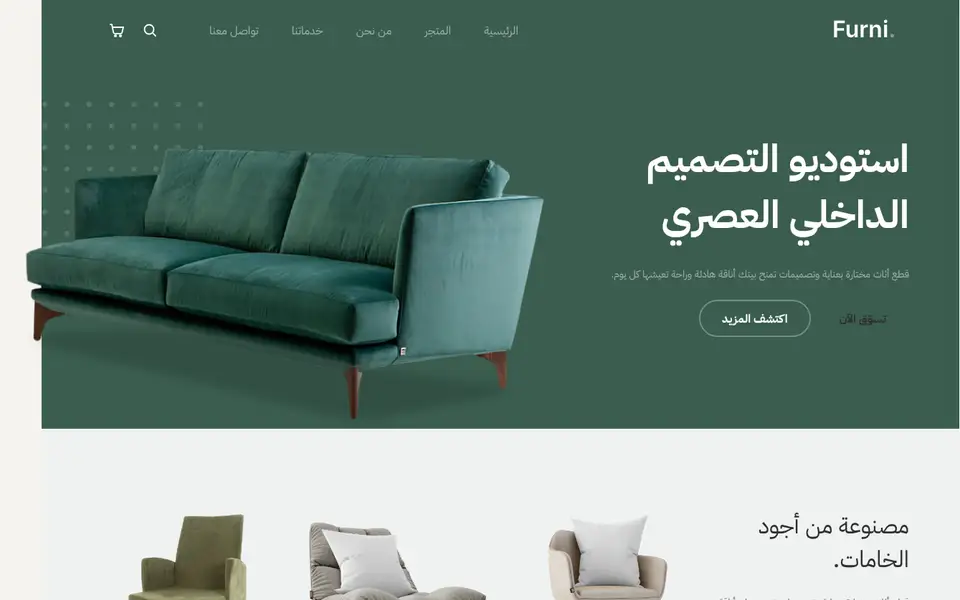 Furni.
الرئيسية
المتجر
من نحن
خدماتنا
تواصل معنا
استوديو التصميم
الداخلي العصري
قطع أثاث مختارة بعناية وتصميمات تمنح بيتك أناقة هادئة وراحة تعيشها كل يوم.
تسوّق الآن
اكتشف المزيد
مصنوعة من أجود
الخامات.